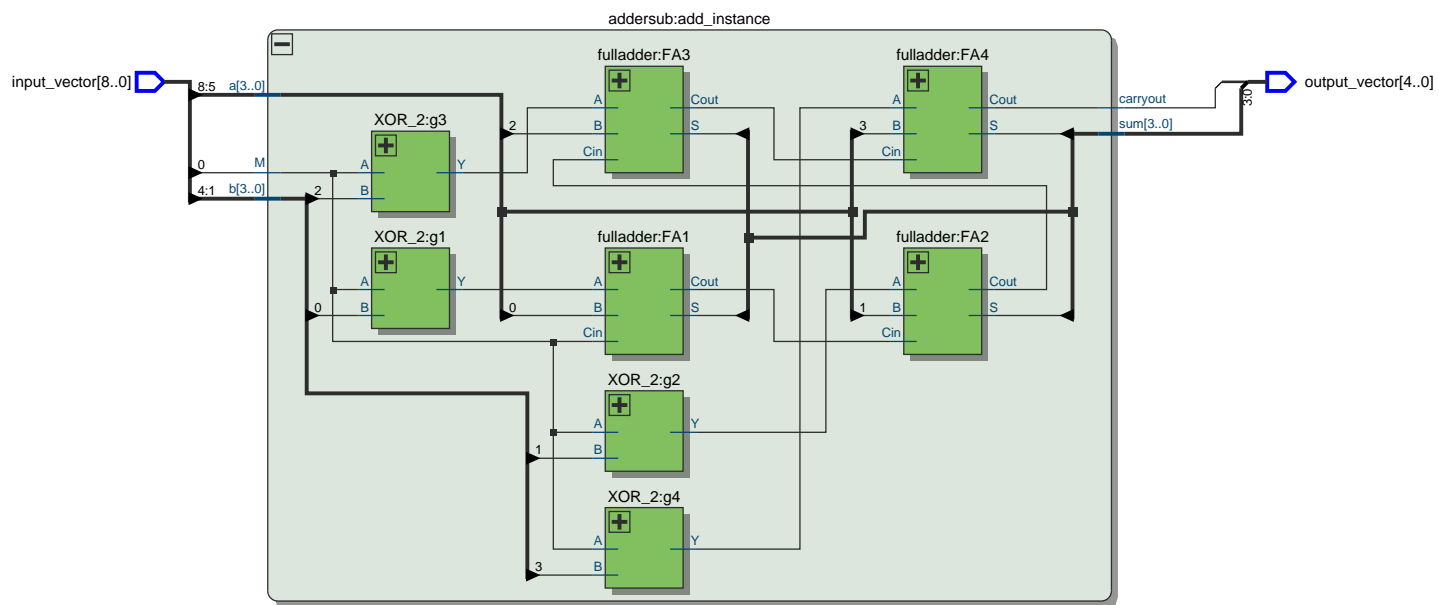 addersub:add_instance
input_vector[8..0]
8:5 a[3..0]
0 M
4:1 b[3..0]
2
XOR_2:g3
A Y
B
fulladder:FA3
A Cout
2 B S
Cin
fulladder:FA4
A Cout
3 B S
Cin
carryout
sum[3..0]
3:0
output_vector[4..0]
XOR_2:g1
A Y
0 B
fulladder:FA1
A Cout
0 B S
Cin
fulladder:FA2
A Cout
1 B S
Cin
XOR_2:g2
A Y
1 B
XOR_2:g4
A Y
3 B